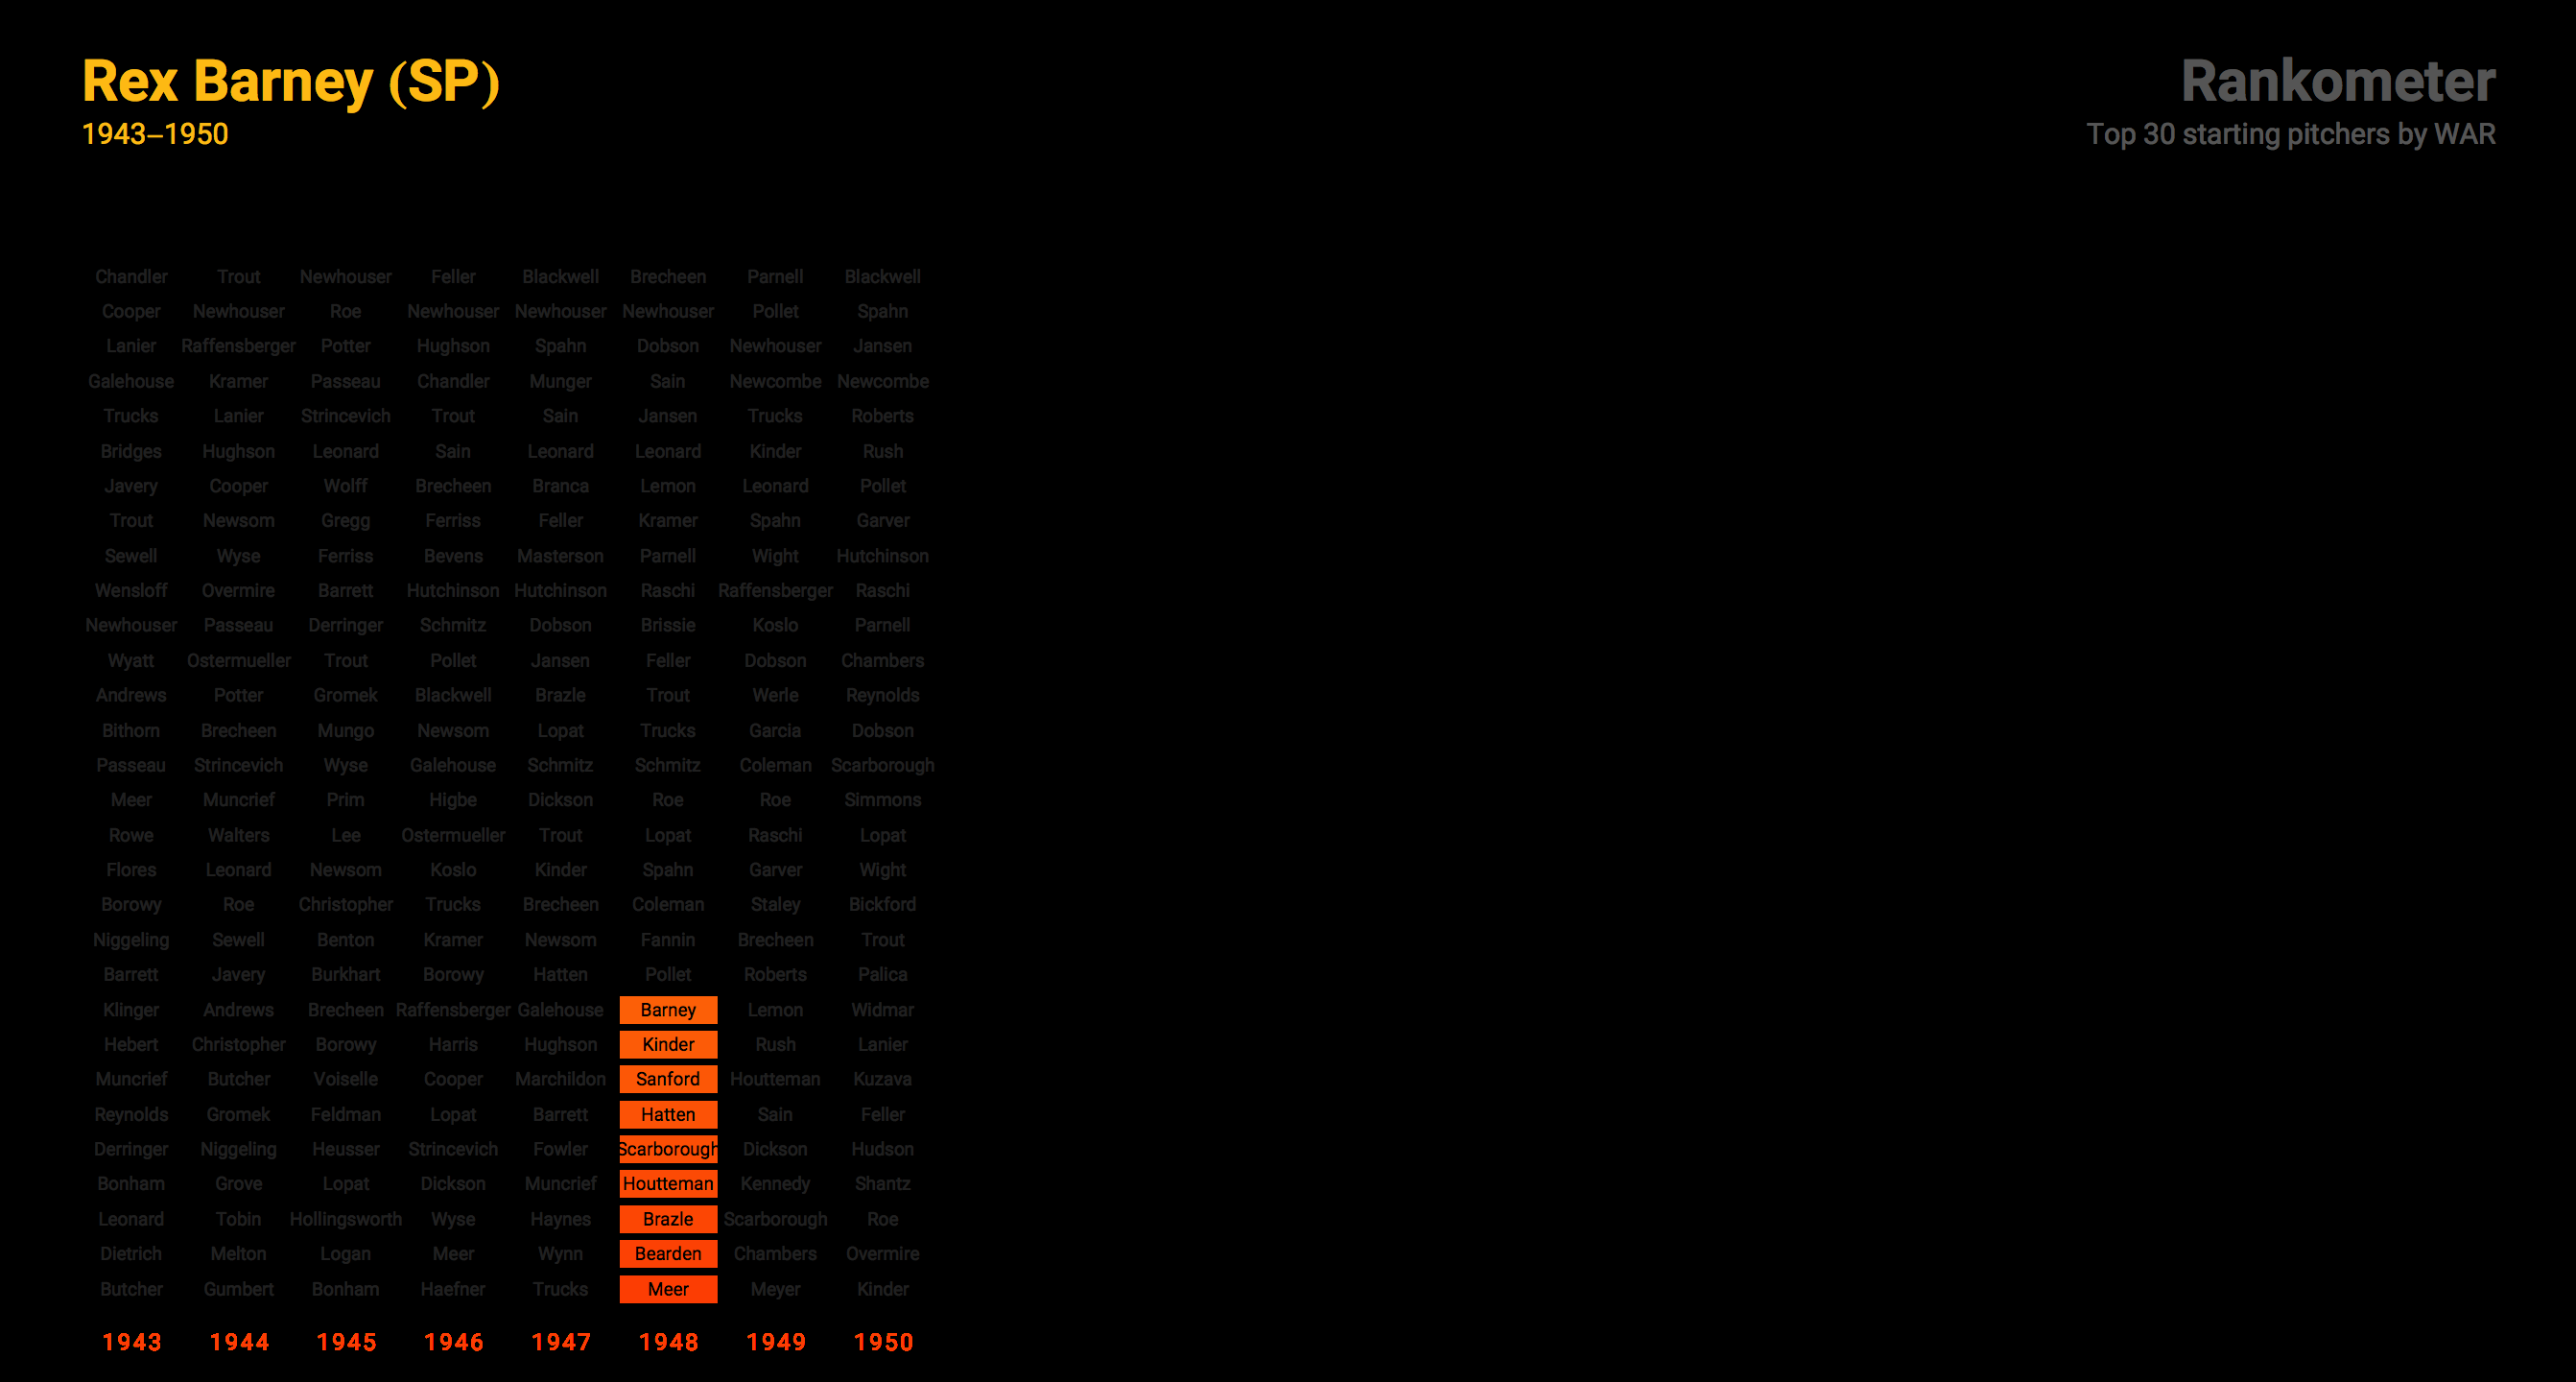 Rex Barney (SP)
1943–1950
Rankometer
Top 30 starting pitchers by WAR
Chandler Trout Newhouser Feller Blackwell Brecheen Parnell Blackwell
Cooper Newhouser Roe Newhouser Newhouser Newhouser Pollet Spahn
Lanier Raffensberger Potter Hughson Spahn Dobson Newhouser Jansen
Galehouse Kramer Passeau Chandler Munger Sain Newcombe Newcombe
Trucks Lanier Strincevich Trout Sain Jansen Trucks Roberts
Bridges Hughson Leonard Sain Leonard Leonard Kinder Rush
Javery Cooper Wolff Brecheen Branca Lemon Leonard Pollet
Trout Newsom Gregg Ferriss Feller Kramer Spahn Garver
Sewell Wyse Ferriss Bevens Masterson Parnell Wight Hutchinson
Wensloff Overmire Barrett Hutchinson Hutchinson Raschi Raffensberger Raschi
Newhouser Passeau Derringer Schmitz Dobson Brissie Koslo Parnell
Wyatt Ostermueller Trout Pollet Jansen Feller Dobson Chambers
Andrews Potter Gromek Blackwell Brazle Trout Werle Reynolds
Bithorn Brecheen Mungo Newsom Lopat Trucks Garcia Dobson
Passeau Strincevich Wyse Galehouse Schmitz Schmitz Coleman Scarborough
Meer Muncrief Prim Higbe Dickson Roe Roe Simmons
Rowe Walters Lee Ostermueller Trout Lopat Raschi Lopat
Flores Leonard Newsom Koslo Kinder Spahn Garver Wight
Borowy Roe Christopher Trucks Brecheen Coleman Staley Bickford
Niggeling Sewell Benton Kramer Newsom Fannin Brecheen Trout
Barrett Javery Burkhart Borowy Hatten Pollet Roberts Palica
Klinger Andrews Brecheen Raffensberger Galehouse Barney Lemon Widmar
Hebert Christopher Borowy Harris Hughson Kinder Rush Lanier
Muncrief Butcher Voiselle Cooper Marchildon Sanford Houtteman Kuzava
Reynolds Gromek Feldman Lopat Barrett Hatten Sain Feller
Derringer Niggeling Heusser Strincevich Fowler Scarborough Dickson Hudson
Bonham Grove Lopat Dickson Muncrief Houtteman Kennedy Shantz
Leonard Tobin Hollingsworth Wyse Haynes Brazle Scarborough Roe
Dietrich Melton Logan Meer Wynn Bearden Chambers Overmire
Butcher Gumbert Bonham Haefner Trucks Meer Meyer Kinder
1943 1944 1945 1946 1947 1948 1949 1950